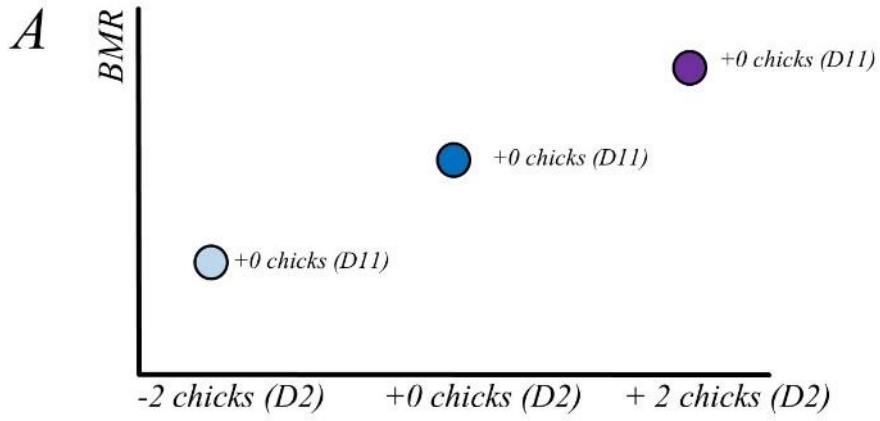 A
BMR
+0 chicks (D11)
+0 chicks (D11)
+0 chicks (D11)
-2 chicks (D2)
+0 chicks (D2)
+ 2 chicks (D2)